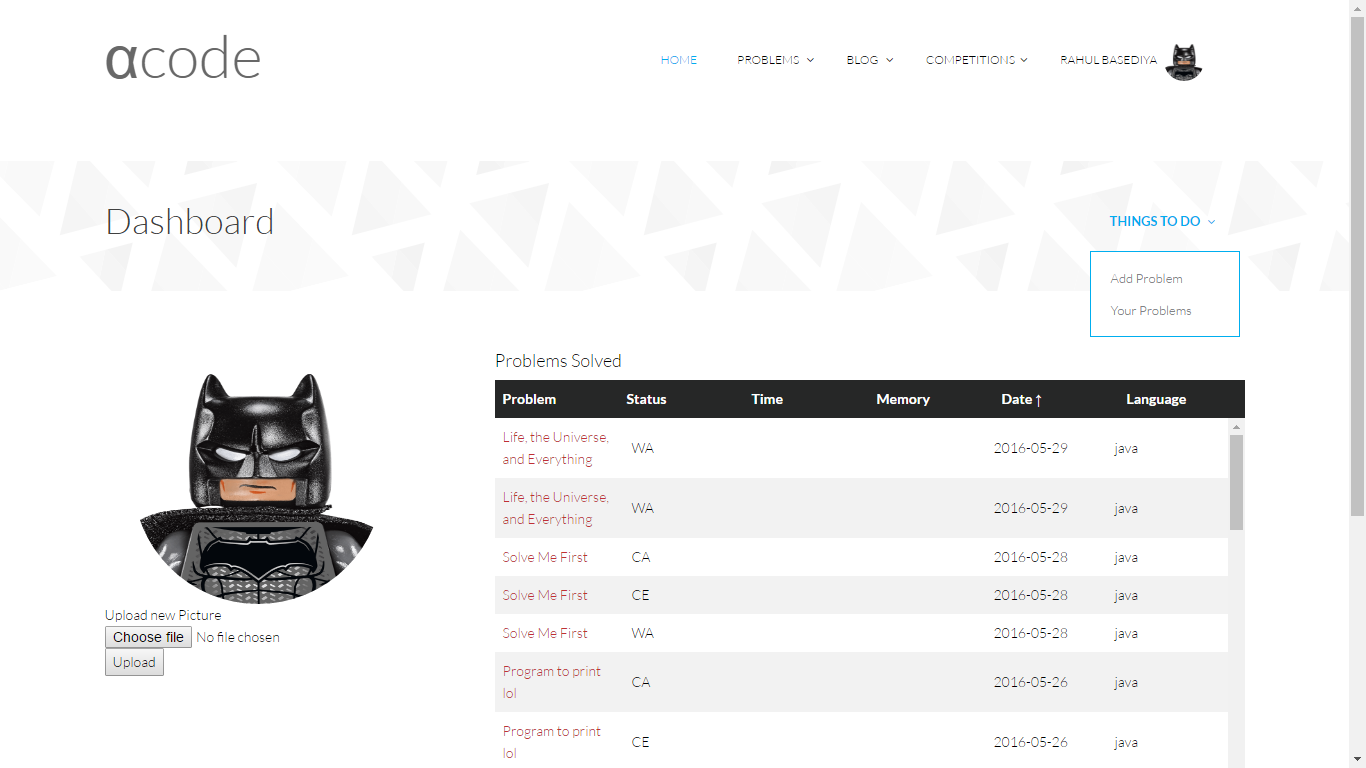 αcode
HOME PROBLEMS BLOG COMPETITIONS RAHUL BASEDIYA
Dashboard
THINGS TO DO
Add Problem
Your Problems
Problems Solved
Problem Status Time Memory Date ↑ Language
Life, the Universe,
and Everything WA 2016-05-29 java
Life, the Universe,
and Everything WA 2016-05-29 java
Solve Me First CA 2016-05-28 java
Solve Me First CE 2016-05-28 java
Solve Me First WA 2016-05-28 java
Program to print
lol CA 2016-05-26 java
Program to print
lol CE 2016-05-26 java
Upload new Picture
Choose file No file chosen
Upload